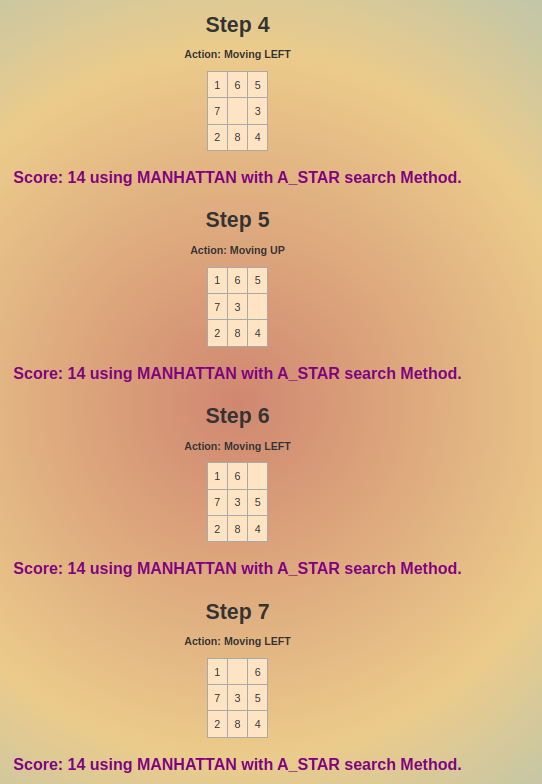 Step 4
Action: Moving LEFT
1 6 5
7 3
2 8 4
Score: 14 using MANHATTAN with A_STAR search Method.
Step 5
Action: Moving UP
1 6 5
7 3
2 8 4
Score: 14 using MANHATTAN with A_STAR search Method.
Step 6
Action: Moving LEFT
1 6
7 3 5
2 8 4
Score: 14 using MANHATTAN with A_STAR search Method.
Step 7
Action: Moving LEFT
1 6
7 3 5
2 8 4
Score: 14 using MANHATTAN with A_STAR search Method.